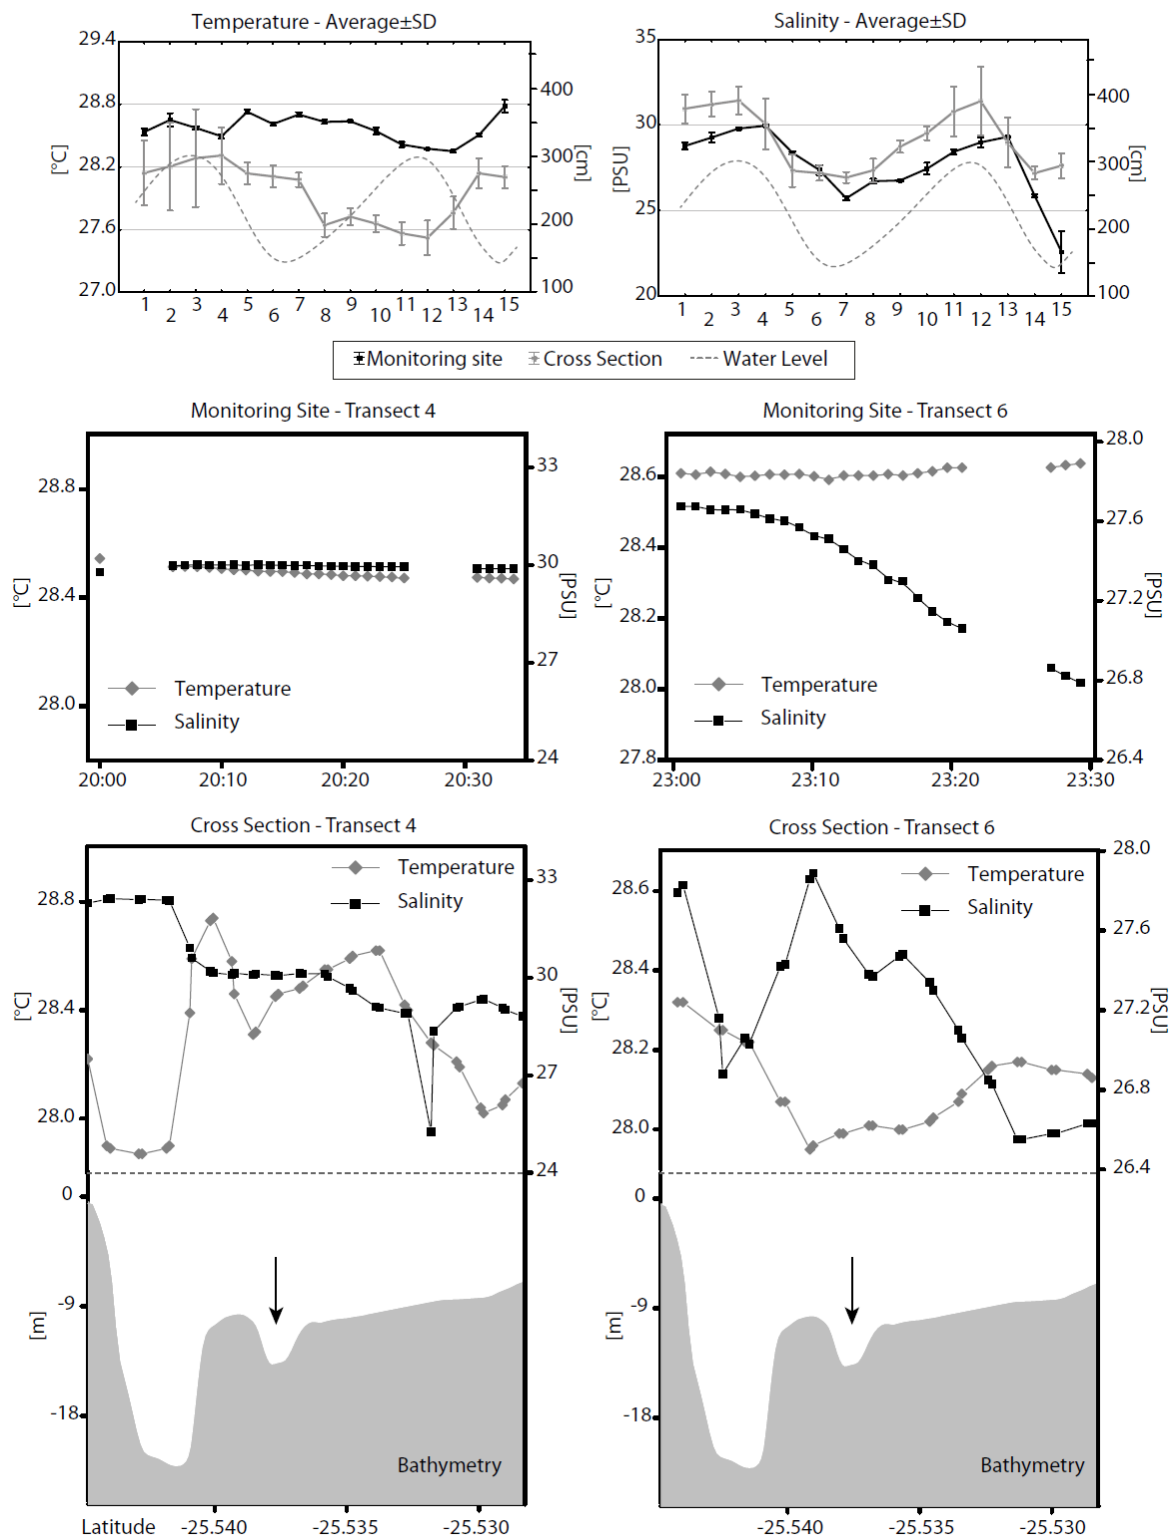 Temperature - Average±SD
Salinity - Average±SD
29.4
28.8
28.2
27.6
27.0
[°C]
400
300
200
100
[cm]
1 2 3 4 5 6 7 8 9 10 11 12 13 14 15
35
30
25
20
[PSU]
400
300
200
100
[cm]
1 2 3 4 5 6 7 8 9 10 11 12 13 14 15
Monitoring site Cross Section Water Level
Monitoring Site - Transect 4
28.8
28.4
28.0
[°C]
33
30
27
24
[PSU]
Temperature
Salinity
20:00 20:10 20:20 20:30
Monitoring Site - Transect 6
28.6
28.4
28.2
28.0
27.8
[°C]
28.0
27.6
27.2
26.8
26.4
[PSU]
Temperature
Salinity
23:00 23:10 23:20 23:30
Cross Section - Transect 4
Temperature
Salinity
28.8
28.4
28.0
[°C]
33
30
27
24
[PSU]
0
-9
-18
[m]
Bathymetry
Latitude -25.540 -25.535 -25.530
Cross Section - Transect 6
Temperature
Salinity
28.6
28.4
28.2
28.0
[°C]
28.0
27.6
27.2
26.8
26.4
[PSU]
0
-9
-18
[m]
Bathymetry
-25.540 -25.535 -25.530